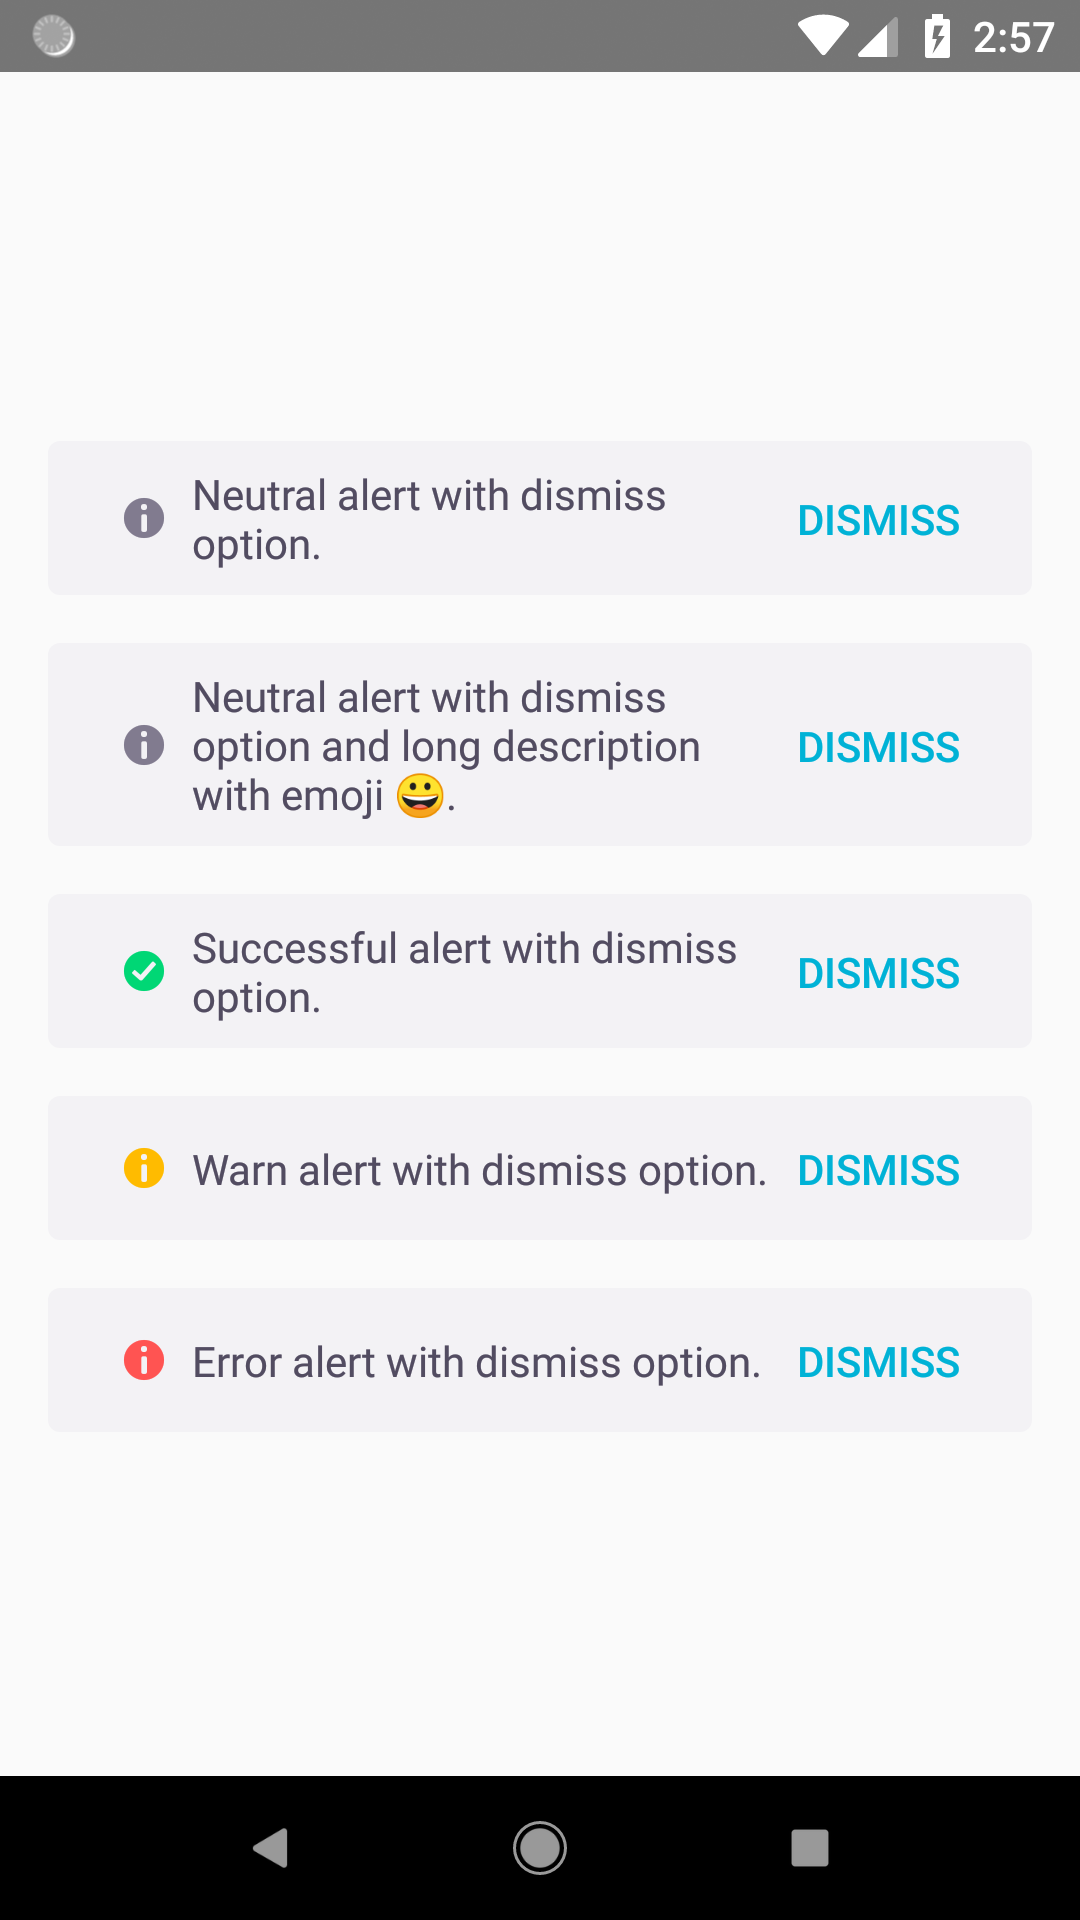 2:57
Neutral alert with dismiss
option.
DISMISS
Neutral alert with dismiss
option and long description
with emoji 😀.
DISMISS
Successful alert with dismiss
option.
DISMISS
Warn alert with dismiss option.
DISMISS
Error alert with dismiss option.
DISMISS